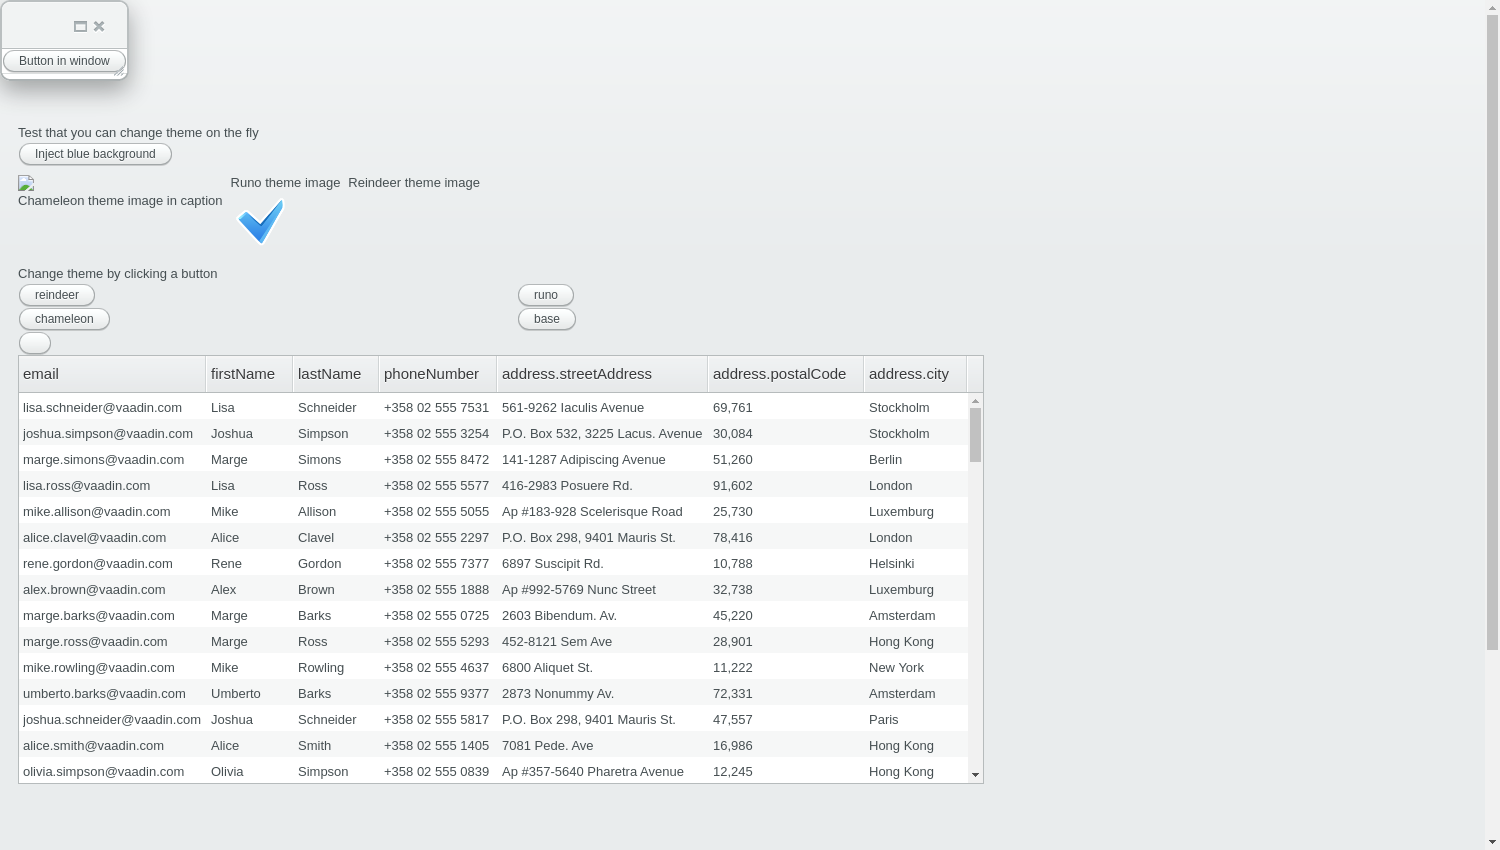 Button in window
Test that you can change theme on the fly
Inject blue background
Chameleon theme image in caption
Runo theme image
Reindeer theme image
Change theme by clicking a button
reindeer runo
chameleon base
email firstName lastName phoneNumber address.streetAddress address.postalCode address.city
lisa.schneider@vaadin.com Lisa Schneider +358 02 555 7531 561-9262 Iaculis Avenue 69,761 Stockholm
joshua.simpson@vaadin.com Joshua Simpson +358 02 555 3254 P.O. Box 532, 3225 Lacus. Avenue 30,084 Stockholm
marge.simons@vaadin.com Marge Simons +358 02 555 8472 141-1287 Adipiscing Avenue 51,260 Berlin
lisa.ross@vaadin.com Lisa Ross +358 02 555 5577 416-2983 Posuere Rd. 91,602 London
mike.allison@vaadin.com Mike Allison +358 02 555 5055 Ap #183-928 Scelerisque Road 25,730 Luxemburg
alice.clavel@vaadin.com Alice Clavel +358 02 555 2297 P.O. Box 298, 9401 Mauris St. 78,416 London
rene.gordon@vaadin.com Rene Gordon +358 02 555 7377 6897 Suscipit Rd. 10,788 Helsinki
alex.brown@vaadin.com Alex Brown +358 02 555 1888 Ap #992-5769 Nunc Street 32,738 Luxemburg
marge.barks@vaadin.com Marge Barks +358 02 555 0725 2603 Bibendum. Av. 45,220 Amsterdam
marge.ross@vaadin.com Marge Ross +358 02 555 5293 452-8121 Sem Ave 28,901 Hong Kong
mike.rowling@vaadin.com Mike Rowling +358 02 555 4637 6800 Aliquet St. 11,222 New York
umberto.barks@vaadin.com Umberto Barks +358 02 555 9377 2873 Nonummy Av. 72,331 Amsterdam
joshua.schneider@vaadin.com Joshua Schneider +358 02 555 5817 P.O. Box 298, 9401 Mauris St. 47,557 Paris
alice.smith@vaadin.com Alice Smith +358 02 555 1405 7081 Pede. Ave 16,986 Hong Kong
olivia.simpson@vaadin.com Olivia Simpson +358 02 555 0839 Ap #357-5640 Pharetra Avenue 12,245 Hong Kong